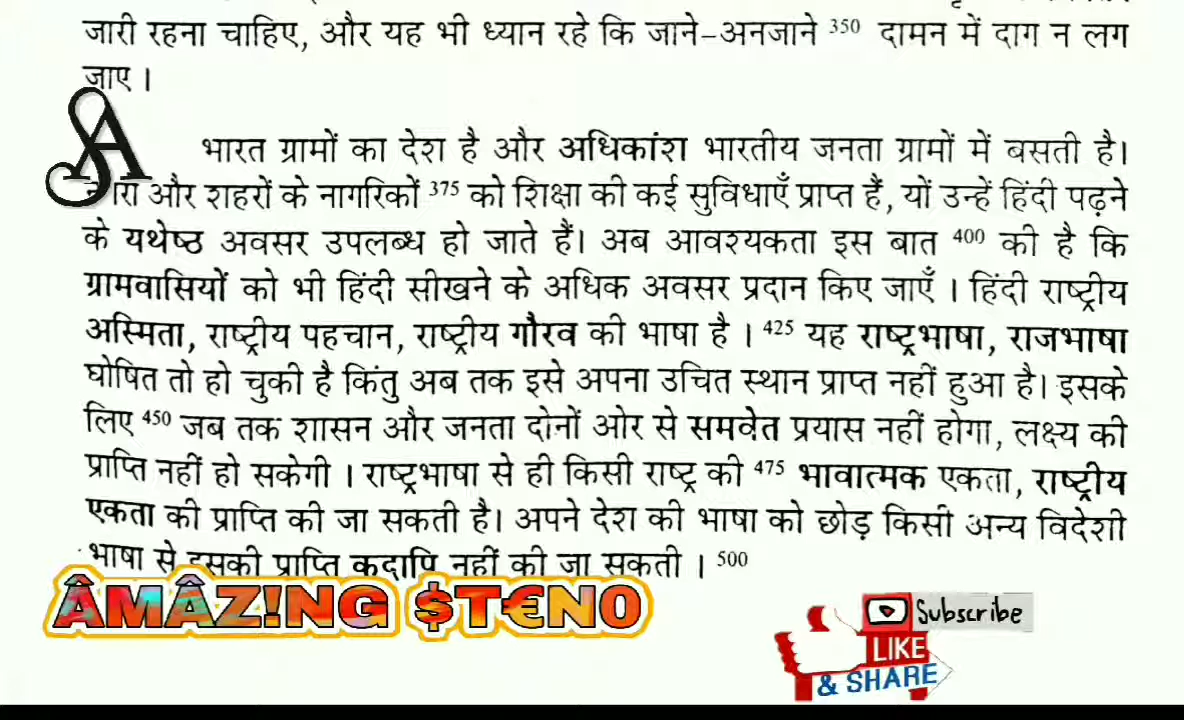 जारी रहना चाहिए, और यह भी ध्यान रहे कि जाने-अनजाने 350 दामन में दाग न लग
जाए ।
भारत ग्रामों का देश है और अधिकांश भारतीय जनता ग्रामों में बसती है।
और शहरों के नागरिकों 375 को शिक्षा की कई सुविधाएँ प्राप्त हैं, यों उन्हें हिंदी पढ़ने
के यथेष्ठ अवसर उपलब्ध हो जाते हैं। अब आवश्यकता इस बात 400 की है कि
ग्रामवासियों को भी हिंदी सीखने के अधिक अवसर प्रदान किए जाएँ । हिंदी राष्ट्रीय
अस्मिता, राष्ट्रीय पहचान, राष्ट्रीय गौरव की भाषा है । 425 यह राष्ट्रभाषा, राजभाषा
घोषित तो हो चुकी है किंतु अब तक इसे अपना उचित स्थान प्राप्त नहीं हुआ है। इसके
लिए 450 जब तक शासन और जनता दोनों ओर से समवेत प्रयास नहीं होगा, लक्ष्य की
प्राप्ति नहीं हो सकेगी । राष्ट्रभाषा से ही किसी राष्ट्र की 475 भावात्मक एकता, राष्ट्रीय
एकता की प्राप्ति की जा सकती है। अपने देश की भाषा को छोड़ किसी अन्य विदेशी
भाषा से इसकी प्राप्ति कदापि नहीं की जा सकती । 500
ÂMÂZ!NG $T€NO
Subscribe
LIKE
& SHARE